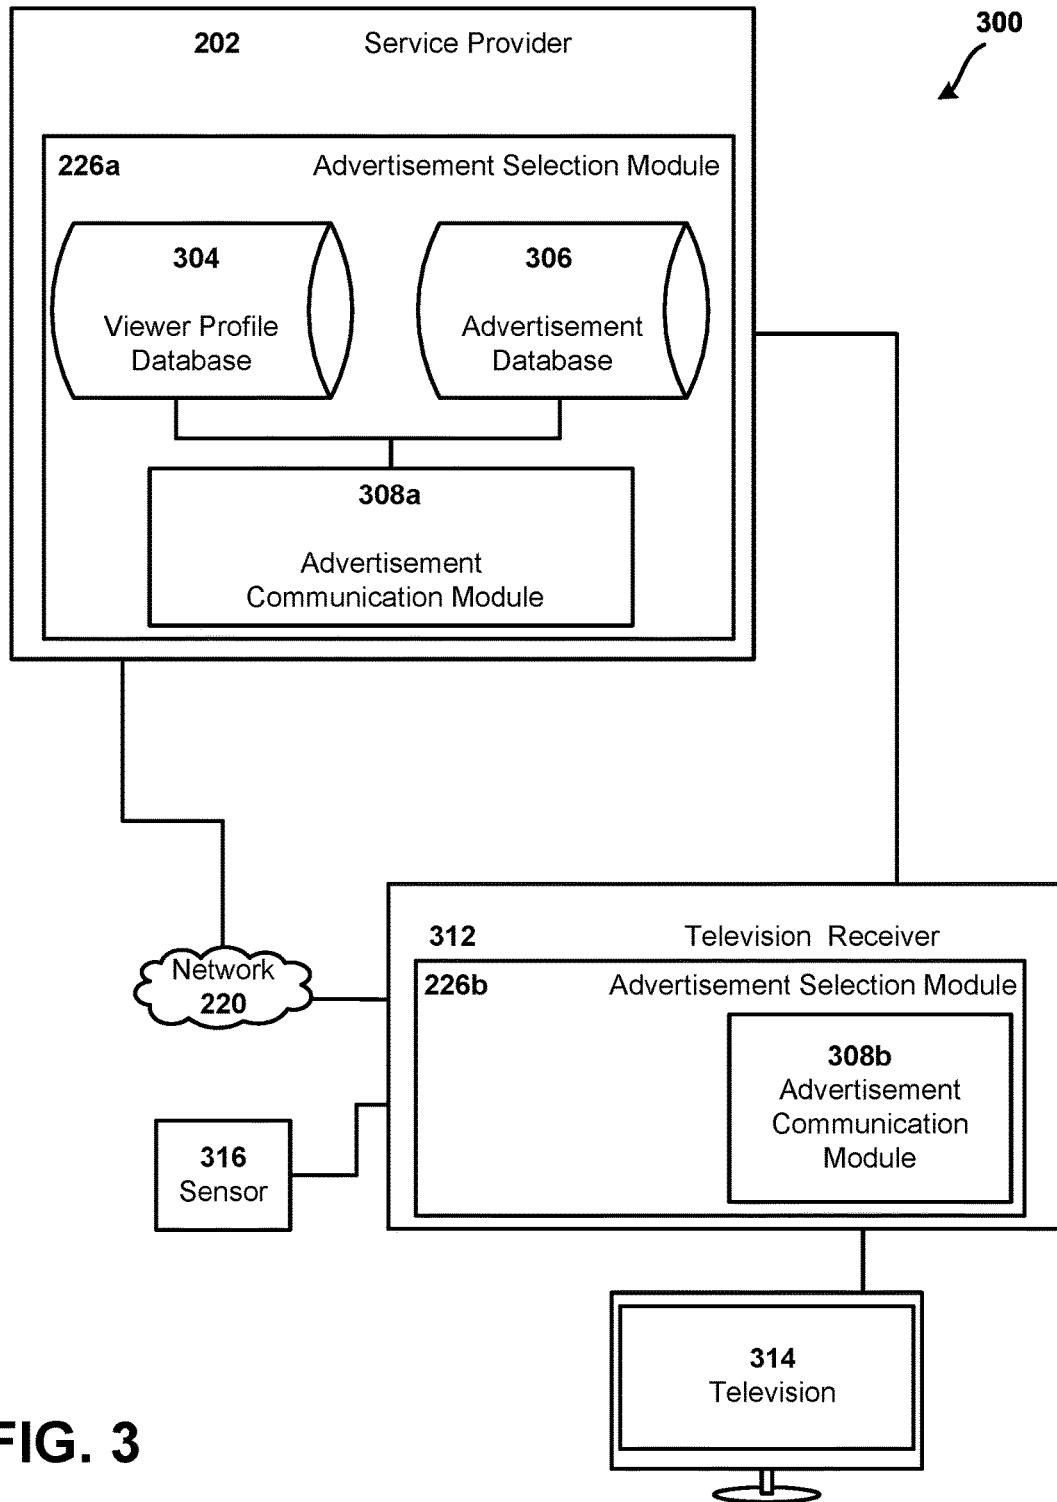 300
202 Service Provider
226a Advertisement Selection Module
304
Viewer Profile
Database
306
Advertisement
Database
308a
Advertisement
Communication Module
312 Television Receiver
226b Advertisement Selection Module
308b
Advertisement
Communication
Module
Network
220
316
Sensor
314
Television
FIG. 3